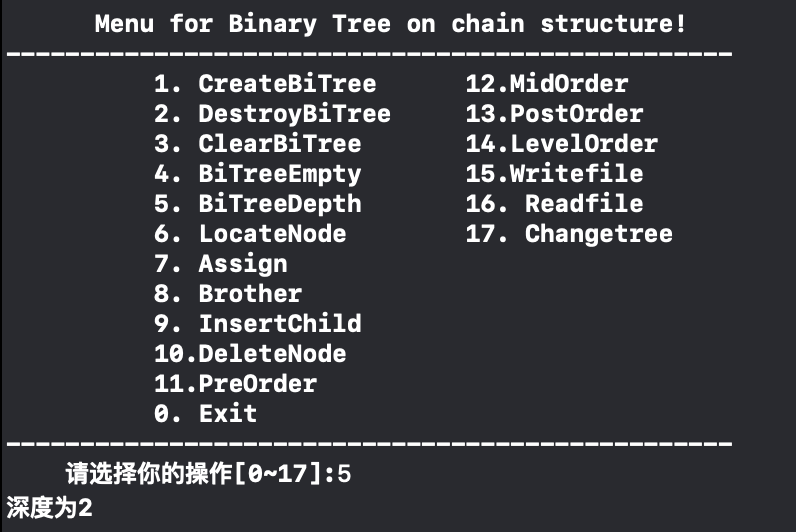 Menu for Binary Tree on chain structure!
-------------------------------------------------
1. CreateBiTree 12.MidOrder
2. DestroyBiTree 13.PostOrder
3. ClearBiTree 14.LevelOrder
4. BiTreeEmpty 15.Writefile
5. BiTreeDepth 16. Readfile
6. LocateNode 17. Changetree
7. Assign
8. Brother
9. InsertChild
10.DeleteNode
11.PreOrder
0. Exit
-------------------------------------------------
请选择你的操作[0~17]:5
深度为2